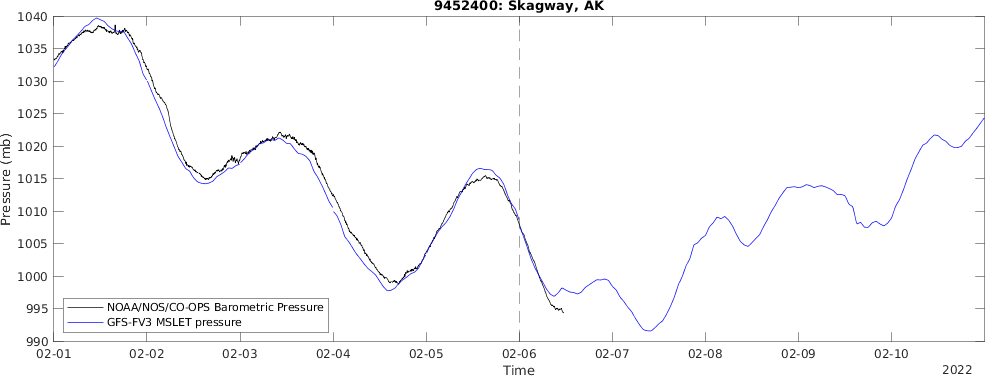 9452400: Skagway, AK
1040
1035
1030
1025
1020
1015
1010
1005
1000
995
990
Pressure (mb)
NOAA/NOS/CO-OPS Barometric Pressure
GFS-FV3 MSLET pressure
02-01 02-02 02-03 02-04 02-05 02-06 02-07 02-08 02-09 02-10
Time
2022